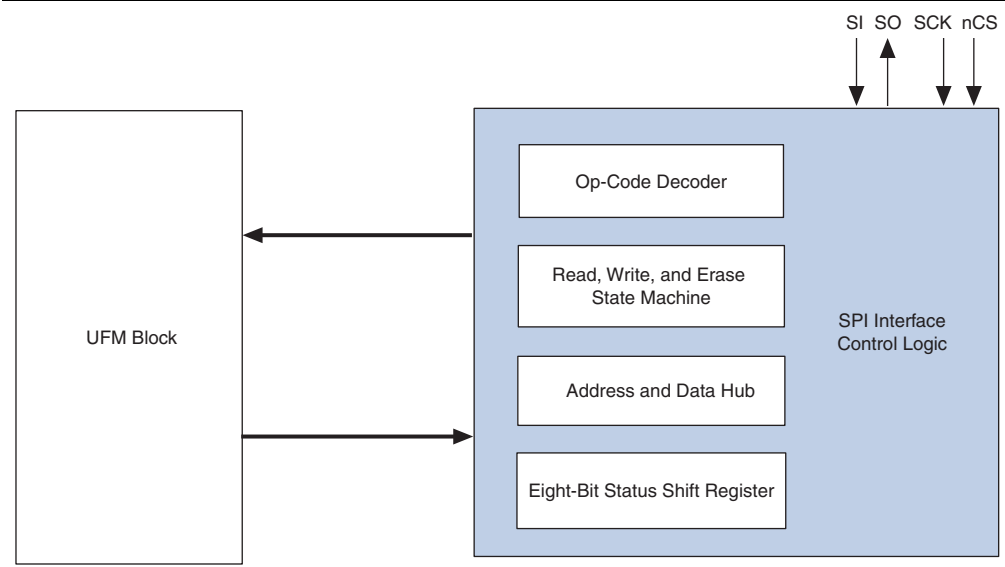 SI SO SCK nCS
Op-Code Decoder
Read, Write, and Erase
State Machine
UFM Block
SPI Interface
Control Logic
Address and Data Hub
Eight-Bit Status Shift Register